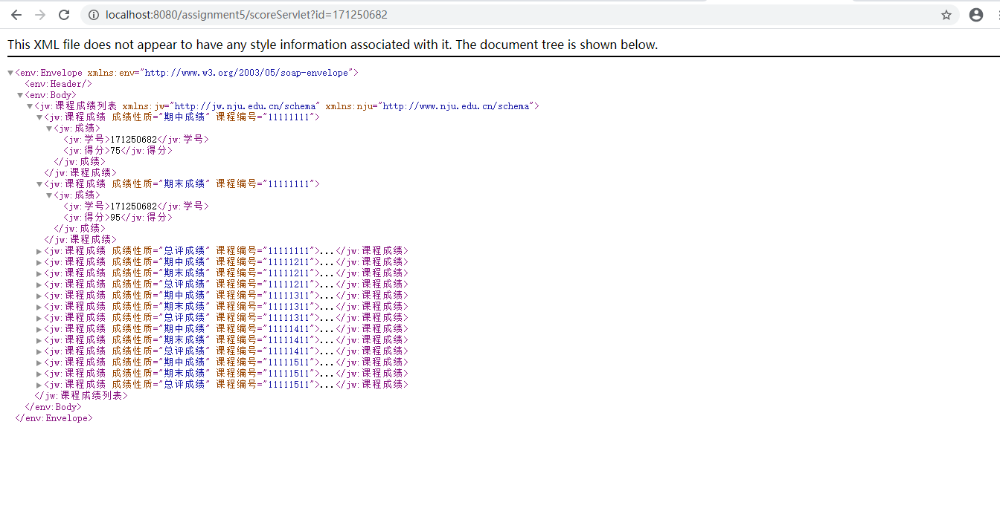 localhost:8080/assignment5/scoreServlet?id=171250682
This XML file does not appear to have any style information associated with it. The document tree is shown below.
▼<env:Envelope xmlns:env="http://www.w3.org/2003/05/soap-envelope">
<env:Header/>
▼<env:Body>
▼<jw:课程成绩列表 xmlns:jw="http://jw.nju.edu.cn/schema" xmlns:nju="http://www.nju.edu.cn/schema">
▼<jw:课程成绩 成绩性质="期中成绩" 课程编号="11111111">
▼<jw:成绩>
<jw:学号>171250682</jw:学号>
<jw:得分>75</jw:得分>
</jw:成绩>
</jw:课程成绩>
▼<jw:课程成绩 成绩性质="期末成绩" 课程编号="11111111">
▼<jw:成绩>
<jw:学号>171250682</jw:学号>
<jw:得分>95</jw:得分>
</jw:成绩>
</jw:课程成绩>
▶<jw:课程成绩 成绩性质="总评成绩" 课程编号="11111111">...</jw:课程成绩>
▶<jw:课程成绩 成绩性质="期中成绩" 课程编号="11111211">...</jw:课程成绩>
▶<jw:课程成绩 成绩性质="期末成绩" 课程编号="11111211">...</jw:课程成绩>
▶<jw:课程成绩 成绩性质="总评成绩" 课程编号="11111211">...</jw:课程成绩>
▶<jw:课程成绩 成绩性质="期中成绩" 课程编号="11111311">...</jw:课程成绩>
▶<jw:课程成绩 成绩性质="期末成绩" 课程编号="11111311">...</jw:课程成绩>
▶<jw:课程成绩 成绩性质="总评成绩" 课程编号="11111311">...</jw:课程成绩>
▶<jw:课程成绩 成绩性质="期中成绩" 课程编号="11111411">...</jw:课程成绩>
▶<jw:课程成绩 成绩性质="期末成绩" 课程编号="11111411">...</jw:课程成绩>
▶<jw:课程成绩 成绩性质="总评成绩" 课程编号="11111411">...</jw:课程成绩>
▶<jw:课程成绩 成绩性质="期中成绩" 课程编号="11111511">...</jw:课程成绩>
▶<jw:课程成绩 成绩性质="期末成绩" 课程编号="11111511">...</jw:课程成绩>
▶<jw:课程成绩 成绩性质="总评成绩" 课程编号="11111511">...</jw:课程成绩>
</jw:课程成绩列表>
</env:Body>
</env:Envelope>